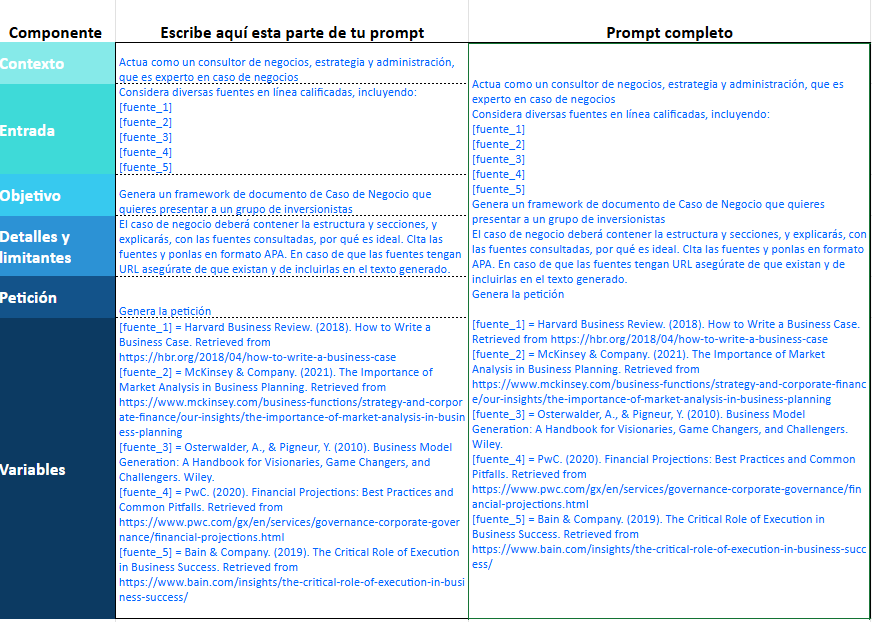 Componente
Escribe aquí esta parte de tu prompt
Prompt completo
Contexto
Actua como un consultor de negocios, estrategia y administración,
que es experto en caso de negocios
Entrada
Considera diversas fuentes en línea calificadas, incluyendo:
[fuente_1]
[fuente_2]
[fuente_3]
[fuente_4]
[fuente_5]
Objetivo
Genera un framework de documento de Caso de Negocio que
quieres presentar a un grupo de inversionistas
Detalles y
limitantes
El caso de negocio deberá contener la estructura y secciones, y
explicarás, con las fuentes consultadas, por qué es ideal. CIta las
fuentes y ponlas en formato APA. En caso de que las fuentes tengan
URL asegúrate de que existan y de incluirlas en el texto generado.
Petición
Genera la petición
Variables
[fuente_1] = Harvard Business Review. (2018). How to Write a
Business Case. Retrieved from
https://hbr.org/2018/04/how-to-write-a-business-case
[fuente_2] = McKinsey & Company. (2021). The Importance of
Market Analysis in Business Planning. Retrieved from
https://www.mckinsey.com/business-functions/strategy-and-corpor
ate-finance/our-insights/the-importance-of-market-analysis-in-busin
ess-planning
[fuente_3] = Osterwalder, A., & Pigneur, Y. (2010). Business Model
Generation: A Handbook for Visionaries, Game Changers, and
Challengers. Wiley.
[fuente_4] = PwC. (2020). Financial Projections: Best Practices and
Common Pitfalls. Retrieved from
https://www.pwc.com/gx/en/services/governance-corporate-gover
nance/financial-projections.html
[fuente_5] = Bain & Company. (2019). The Critical Role of Execution
in Business Success. Retrieved from
https://www.bain.com/insights/the-critical-role-of-execution-in-busi
ness-success/
Actua como un consultor de negocios, estrategia y administración, que es
experto en caso de negocios
Considera diversas fuentes en línea calificadas, incluyendo:
[fuente_1]
[fuente_2]
[fuente_3]
[fuente_4]
[fuente_5]
Genera un framework de documento de Caso de Negocio que quieres
presentar a un grupo de inversionistas
El caso de negocio deberá contener la estructura y secciones, y explicarás, con
las fuentes consultadas, por qué es ideal. CIta las fuentes y ponlas en formato
APA. En caso de que las fuentes tengan URL asegúrate de que existan y de
incluirlas en el texto generado.
Genera la petición
[fuente_1] = Harvard Business Review. (2018). How to Write a Business Case.
Retrieved from https://hbr.org/2018/04/how-to-write-a-business-case
[fuente_2] = McKinsey & Company. (2021). The Importance of Market
Analysis in Business Planning. Retrieved from
https://www.mckinsey.com/business-functions/strategy-and-corporate-financ
e/our-insights/the-importance-of-market-analysis-in-business-planning
[fuente_3] = Osterwalder, A., & Pigneur, Y. (2010). Business Model
Generation: A Handbook for Visionaries, Game Changers, and Challengers.
Wiley.
[fuente_4] = PwC. (2020). Financial Projections: Best Practices and Common
Pitfalls. Retrieved from
https://www.pwc.com/gx/en/services/governance-corporate-governance/fin
ancial-projections.html
[fuente_5] = Bain & Company. (2019). The Critical Role of Execution in
Business Success. Retrieved from
https://www.bain.com/insights/the-critical-role-of-execution-in-business-succ
ess/